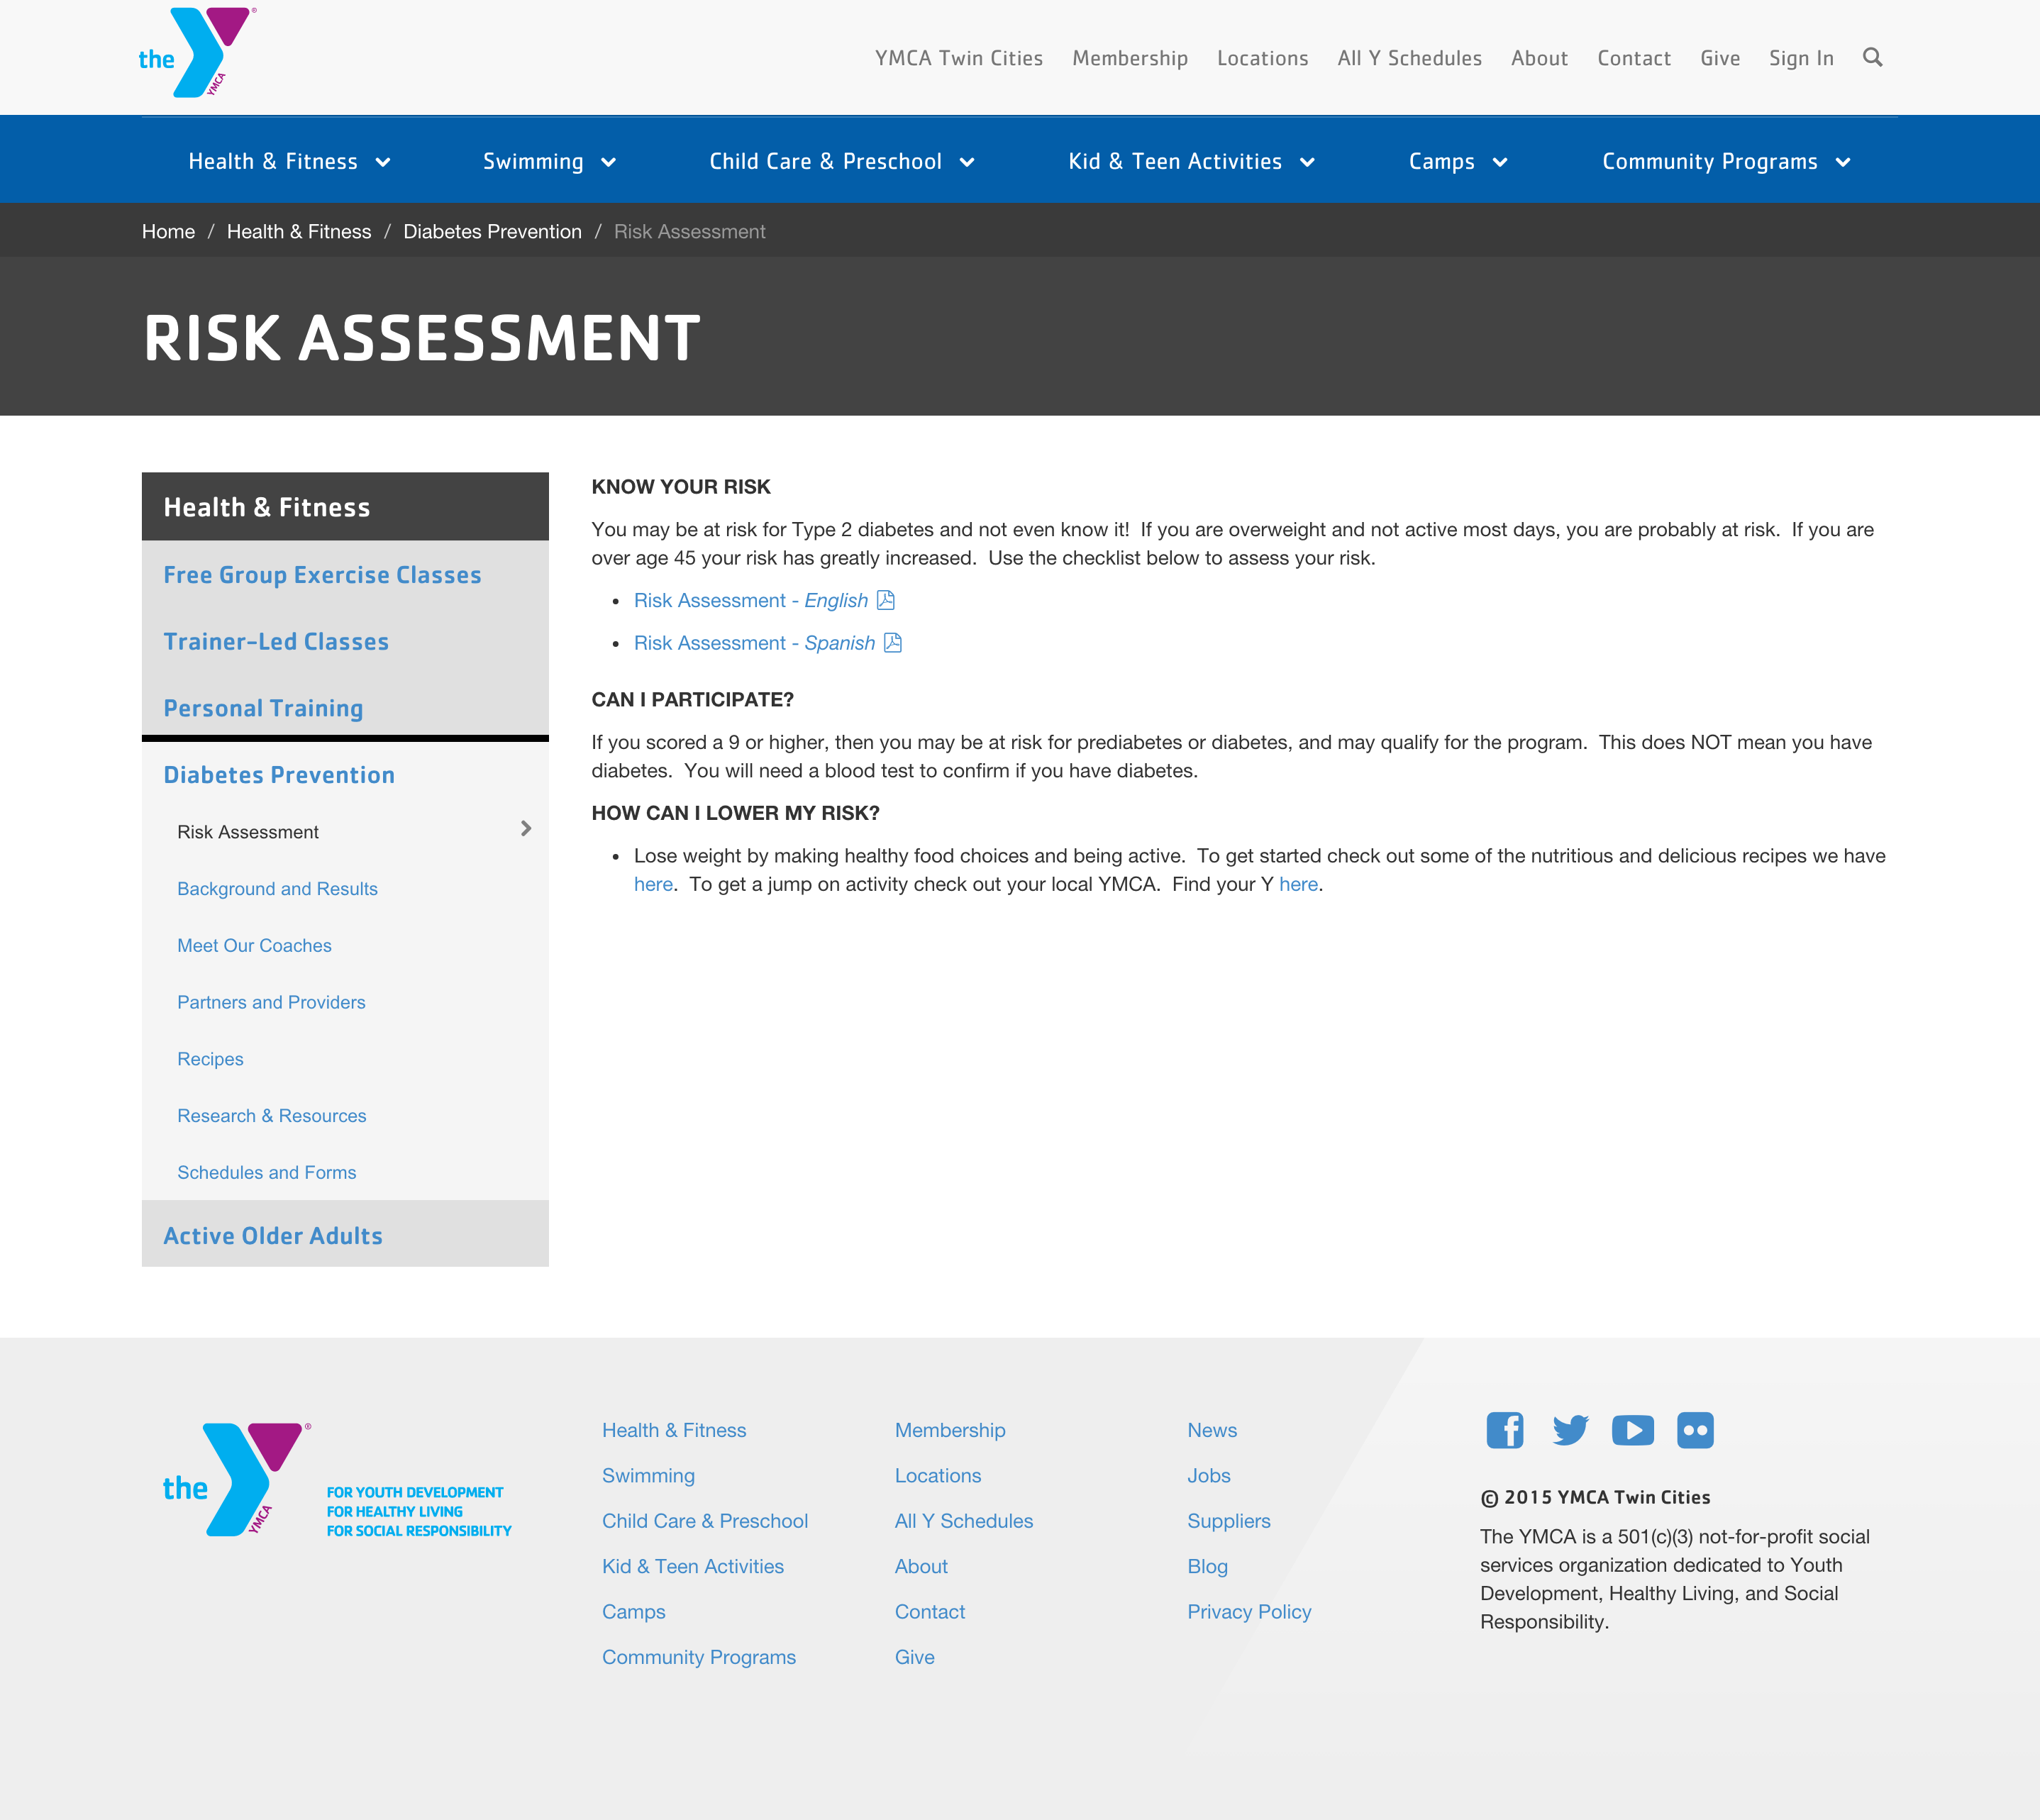 the
YMCA
®
YMCA Twin Cities Membership Locations All Y Schedules About Contact Give Sign In
Health & Fitness Swimming Child Care & Preschool Kid & Teen Activities Camps Community Programs
Home / Health & Fitness / Diabetes Prevention / Risk Assessment
RISK ASSESSMENT
Health & Fitness
Free Group Exercise Classes
Trainer-Led Classes
Personal Training
Diabetes Prevention
Risk Assessment
Background and Results
Meet Our Coaches
Partners and Providers
Recipes
Research & Resources
Schedules and Forms
Active Older Adults
KNOW YOUR RISK
You may be at risk for Type 2 diabetes and not even know it! If you are overweight and not active most days, you are probably at risk. If you are
over age 45 your risk has greatly increased. Use the checklist below to assess your risk.
• Risk Assessment - English
• Risk Assessment - Spanish
CAN I PARTICIPATE?
If you scored a 9 or higher, then you may be at risk for prediabetes or diabetes, and may qualify for the program. This does NOT mean you have
diabetes. You will need a blood test to confirm if you have diabetes.
HOW CAN I LOWER MY RISK?
• Lose weight by making healthy food choices and being active. To get started check out some of the nutritious and delicious recipes we have
here. To get a jump on activity check out your local YMCA. Find your Y here.
the
YMCA
®
FOR YOUTH DEVELOPMENT
FOR HEALTHY LIVING
FOR SOCIAL RESPONSIBILITY
Health & Fitness
Swimming
Child Care & Preschool
Kid & Teen Activities
Camps
Community Programs
Membership
Locations
All Y Schedules
About
Contact
Give
News
Jobs
Suppliers
Blog
Privacy Policy
© 2015 YMCA Twin Cities
The YMCA is a 501(c)(3) not-for-profit social
services organization dedicated to Youth
Development, Healthy Living, and Social
Responsibility.